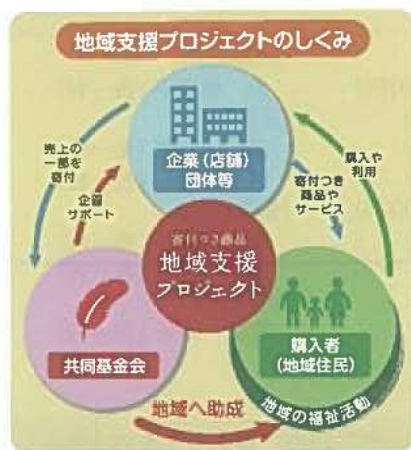 地域支援プロジェクトのしくみ
企業(店舗)
団体等
売上の
一部を
寄付
企画
サポート
購入や
利用
寄付つき
商品や
サービス
寄付つき商品
地域支援
プロジェクト
共同基金会
購入者
(地域住民)
地域の福祉活動
地域へ助成